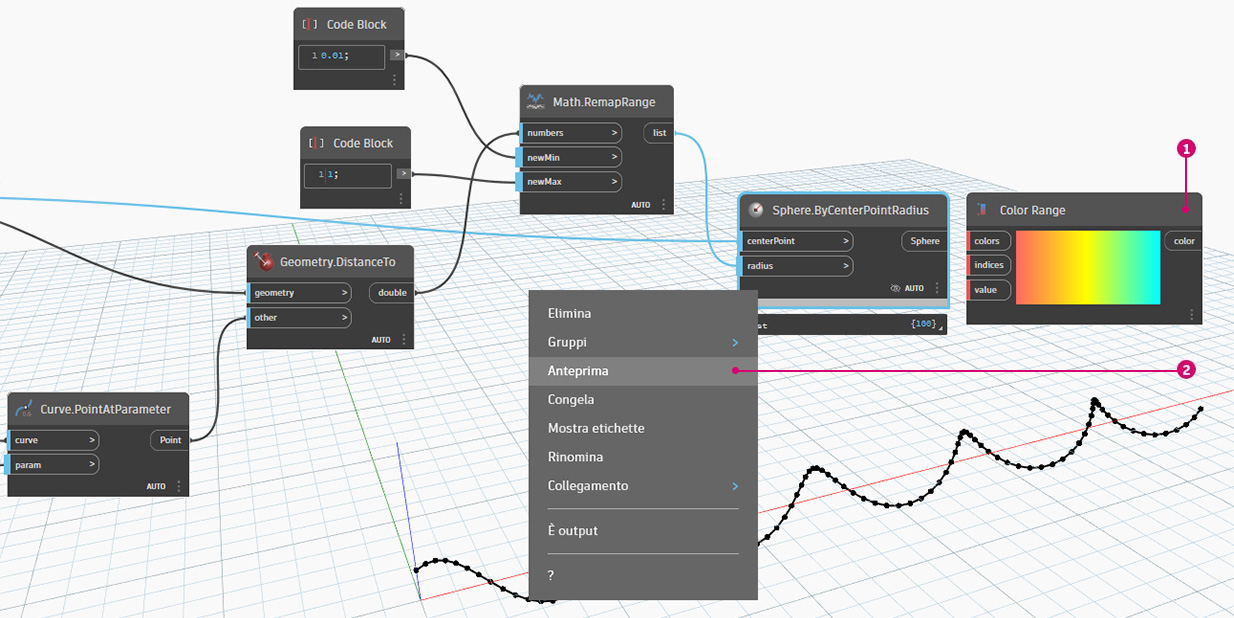 Code Block
1 0.01;
>
Code Block
1 1;
>
Math.RemapRange
numbers >
list
newMin >
newMax >
AUTO
1
Sphere.ByCenterPointRadius
centerPoint >
Sphere
radius >
AUTO
{100}
Color Range
colors
color
indices
value
Geometry.DistanceTo
geometry >
double
other >
AUTO
Elimina
Gruppi >
Anteprima
2
Congela
Mostra etichette
Rinomina
Collegamento >
È output
?
Curve.PointAtParameter
curve >
Point
param >
AUTO